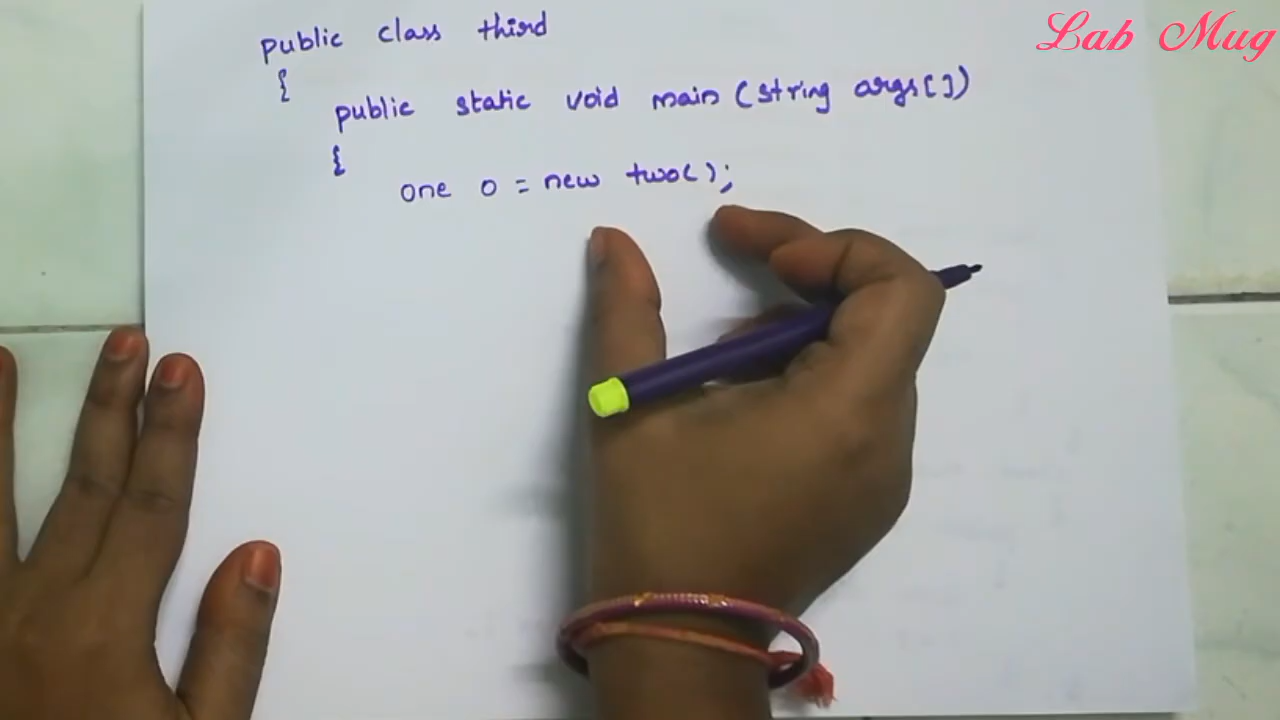 Lab Mug
public class third
{
public static void main (string args[])
{
one o = new two();